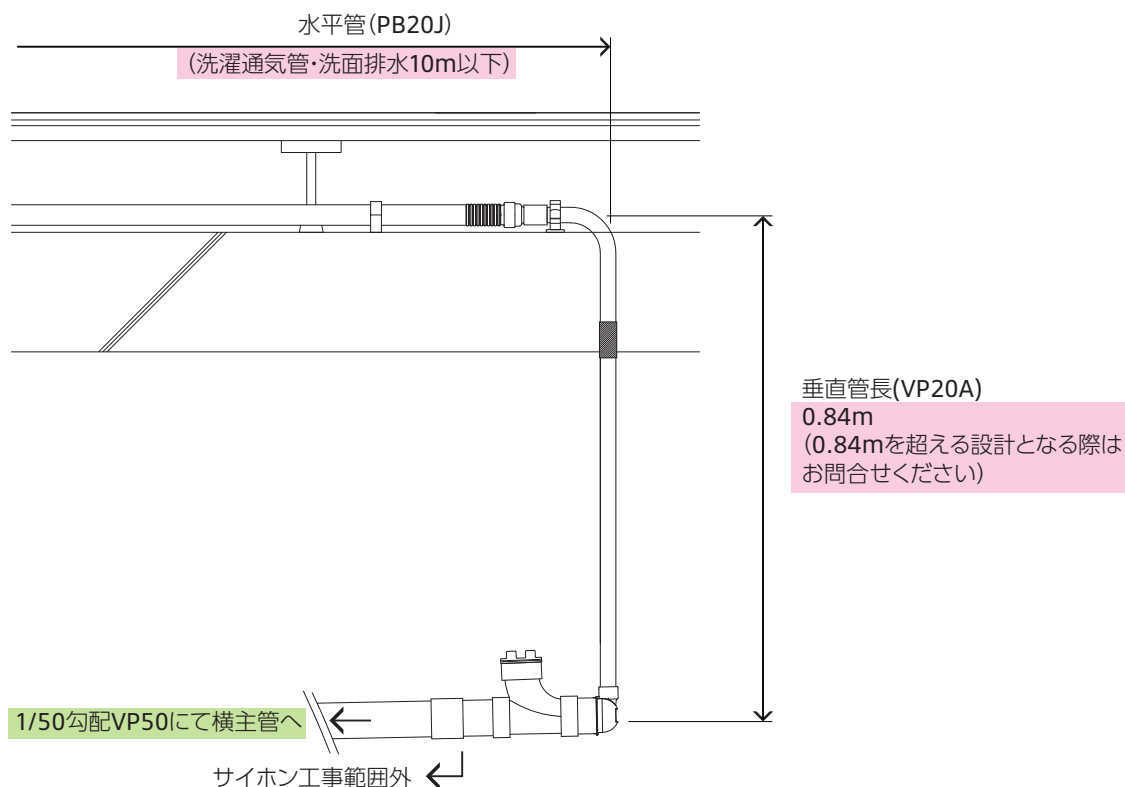 水平管(PB20J)
(洗濯通気管・洗面排水10m以下)
垂直管長(VP20A)
0.84m
(0.84mを超える設計となる際は
お問合せください)
1/50勾配VP50にて横主管へ
サイホン工事範囲外